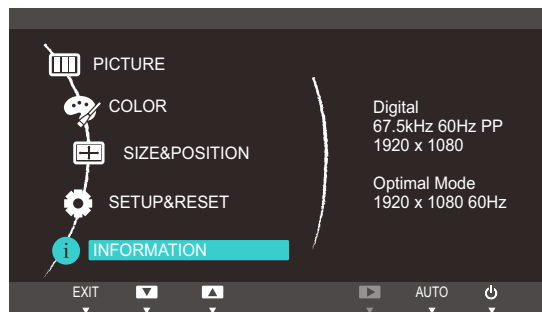 PICTURE
COLOR
SIZE&POSITION
SETUP&RESET
i INFORMATION
Digital
67.5kHz 60Hz PP
1920 x 1080
Optimal Mode
1920 x 1080 60Hz
EXIT
AUTO